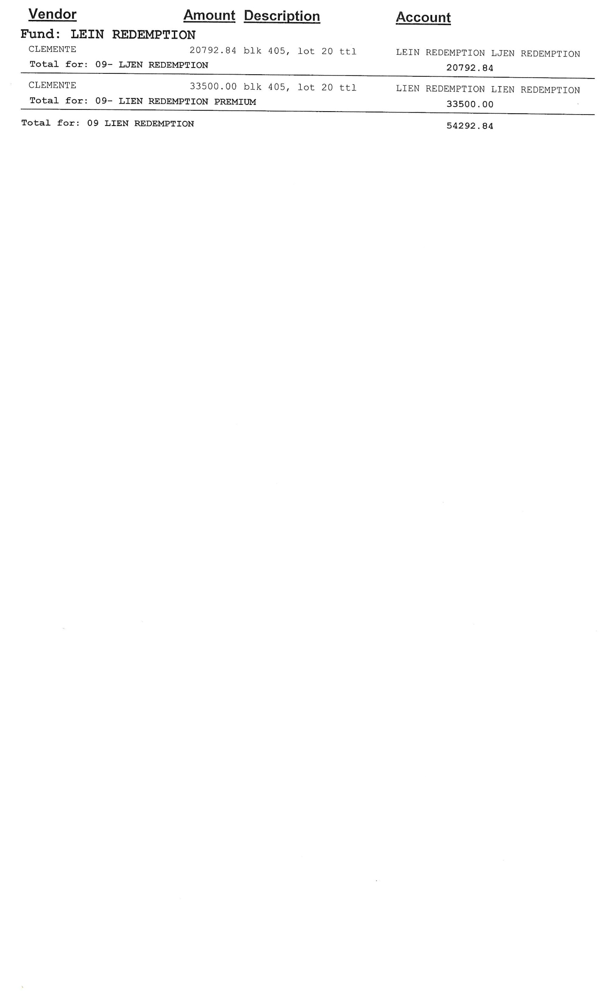 Vendor Amount Description Account
Fund: LEIN REDEMPTION
CLEMENTE 20792.84 blk 405, lot 20 ttl LEIN REDEMPTION LJEN REDEMPTION
Total for: 09- LJEN REDEMPTION 20792.84
CLEMENTE 33500.00 blk 405, lot 20 ttl LIEN REDEMPTION LIEN REDEMPTION
Total for: 09- LIEN REDEMPTION PREMIUM 33500.00
Total for: 09 LIEN REDEMPTION 54292.84